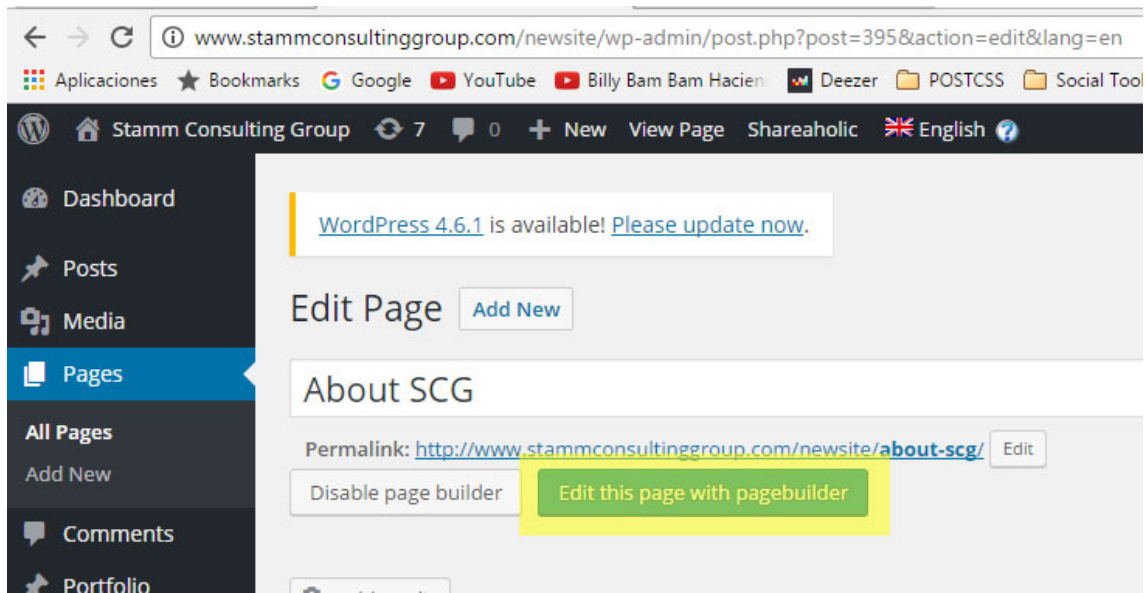 www.stammconsultinggroup.com/newsite/wp-admin/post.php?post=395&action=edit&lang=en
Aplicaciones Bookmarks Google YouTube Billy Bam Bam Hacien Deezer POSTCSS Social Tool
Stamm Consulting Group 7 0 New View Page Shareaholic English
Dashboard
WordPress 4.6.1 is available! Please update now.
Posts
Media
Edit Page Add New
Pages
About SCG
All Pages
Permalink: http://www.stammconsultinggroup.com/newsite/about-scg/ Edit
Add New
Disable page builder Edit this page with pagebuilder
Comments
Portfolio